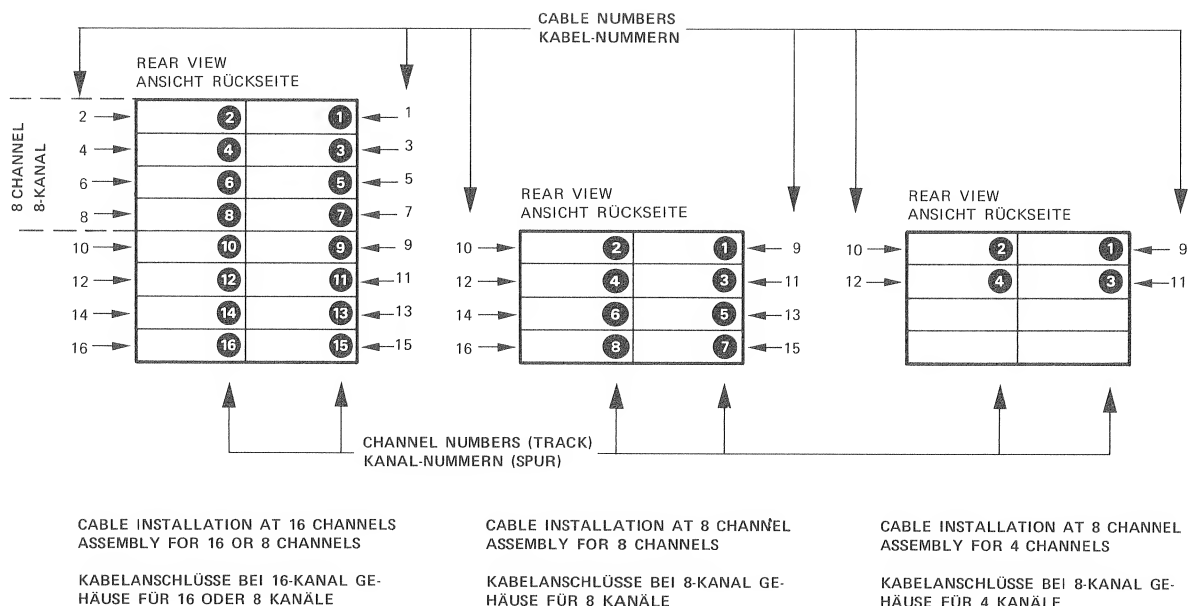 CABLE NUMBERS
KABEL-NUMMERN
REAR VIEW
ANSICHT RÜCKSEITE
8 CHANNEL
8-KANAL
2 2 1 1
4 4 3 3
6 6 5 5
8 8 7 7
10 10 9 9
12 12 11 11
14 14 13 13
16 16 15 15
REAR VIEW
ANSICHT RÜCKSEITE
10 2 1 9
12 4 3 11
14 6 5 13
16 8 7 15
REAR VIEW
ANSICHT RÜCKSEITE
10 2 1 9
12 4 3 11
CHANNEL NUMBERS (TRACK)
KANAL-NUMMERN (SPUR)
CABLE INSTALLATION AT 16 CHANNELS
ASSEMBLY FOR 16 OR 8 CHANNELS
KABELANSCHLÜSSE BEI 16-KANAL GE-
HÄUSE FÜR 16 ODER 8 KANÄLE
CABLE INSTALLATION AT 8 CHANNEL
ASSEMBLY FOR 8 CHANNELS
KABELANSCHLÜSSE BEI 8-KANAL GE-
HÄUSE FÜR 8 KANÄLE
CABLE INSTALLATION AT 8 CHANNEL
ASSEMBLY FOR 4 CHANNELS
KABELANSCHLÜSSE BEI 8-KANAL GE-
HÄUSE FÜR 4 KANÄLE